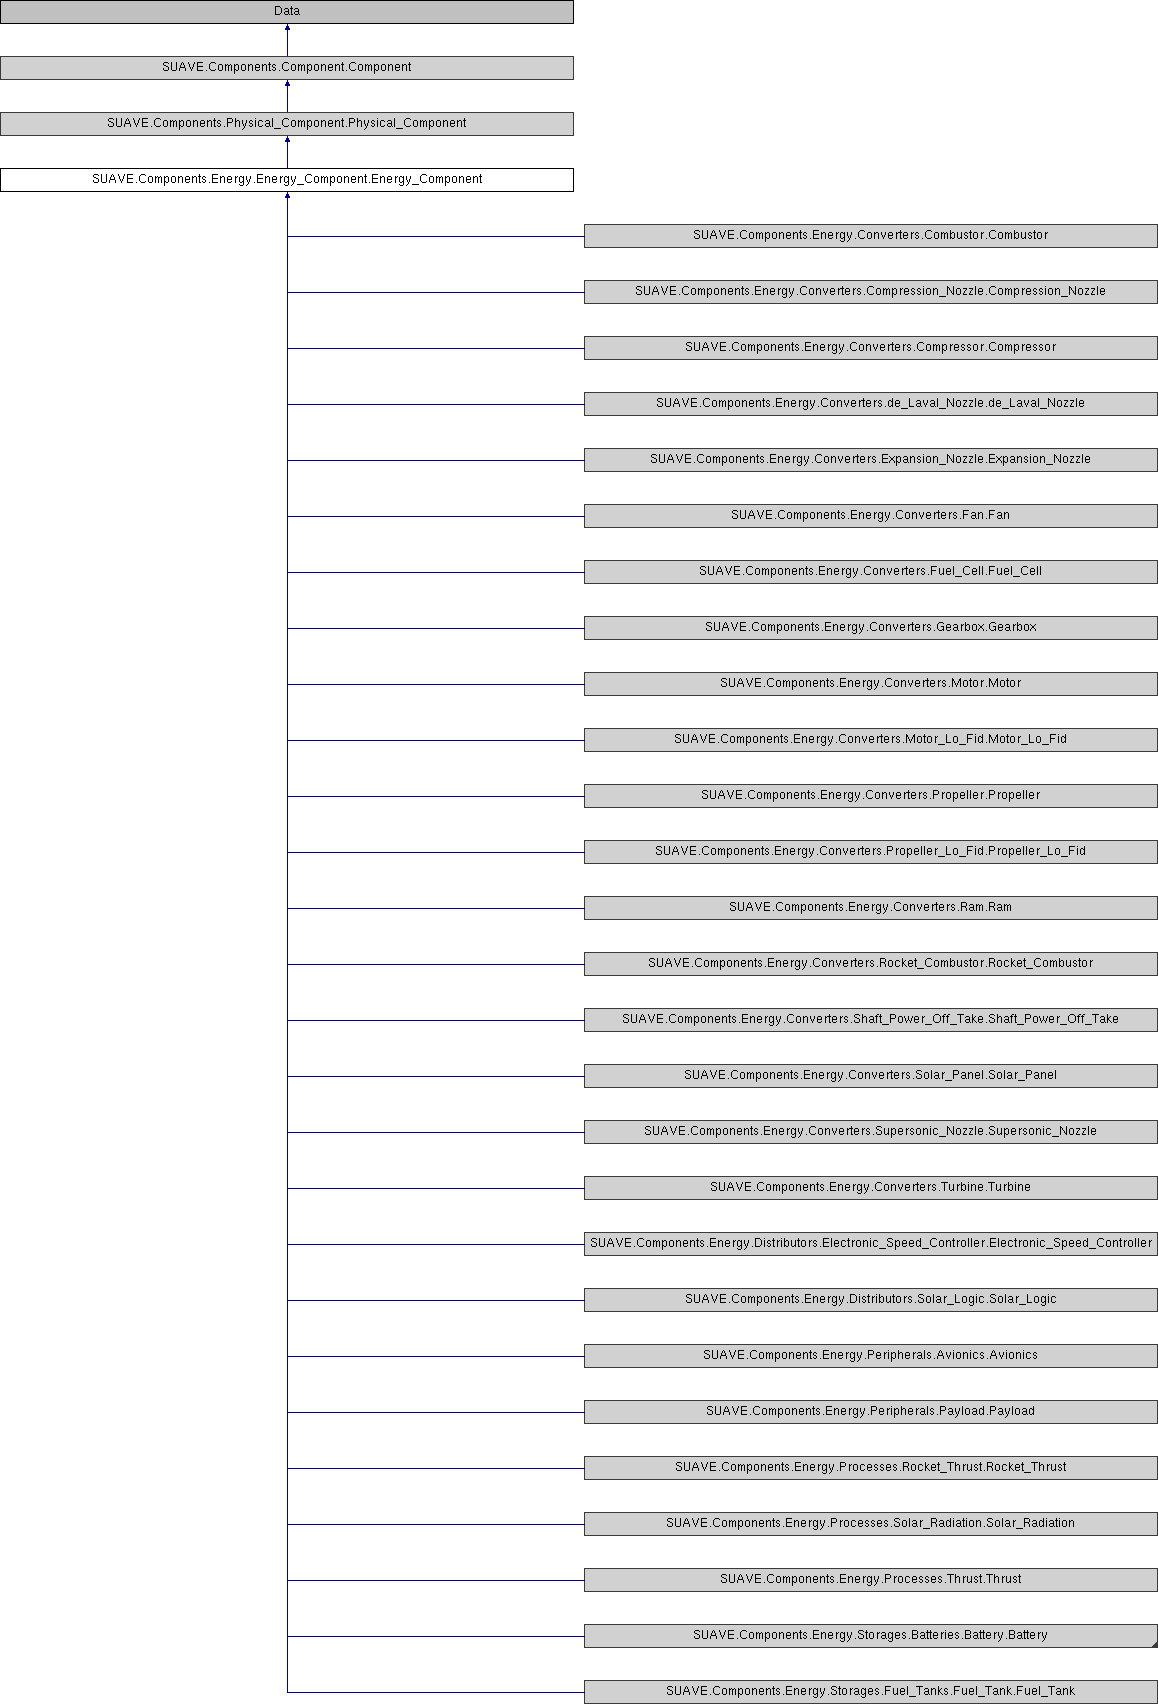 Data
SUAVE.Components.Component.Component
SUAVE.Components.Physical_Component.Physical_Component
SUAVE.Components.Energy.Energy_Component.Energy_Component
SUAVE.Components.Energy.Converters.Combustor.Combustor
SUAVE.Components.Energy.Converters.Compression_Nozzle.Compression_Nozzle
SUAVE.Components.Energy.Converters.Compressor.Compressor
SUAVE.Components.Energy.Converters.de_Laval_Nozzle.de_Laval_Nozzle
SUAVE.Components.Energy.Converters.Expansion_Nozzle.Expansion_Nozzle
SUAVE.Components.Energy.Converters.Fan.Fan
SUAVE.Components.Energy.Converters.Fuel_Cell.Fuel_Cell
SUAVE.Components.Energy.Converters.Gearbox.Gearbox
SUAVE.Components.Energy.Converters.Motor.Motor
SUAVE.Components.Energy.Converters.Motor_Lo_Fid.Motor_Lo_Fid
SUAVE.Components.Energy.Converters.Propeller.Propeller
SUAVE.Components.Energy.Converters.Propeller_Lo_Fid.Propeller_Lo_Fid
SUAVE.Components.Energy.Converters.Ram.Ram
SUAVE.Components.Energy.Converters.Rocket_Combustor.Rocket_Combustor
SUAVE.Components.Energy.Converters.Shaft_Power_Off_Take.Shaft_Power_Off_Take
SUAVE.Components.Energy.Converters.Solar_Panel.Solar_Panel
SUAVE.Components.Energy.Converters.Supersonic_Nozzle.Supersonic_Nozzle
SUAVE.Components.Energy.Converters.Turbine.Turbine
SUAVE.Components.Energy.Distributors.Electronic_Speed_Controller.Electronic_Speed_Controller
SUAVE.Components.Energy.Distributors.Solar_Logic.Solar_Logic
SUAVE.Components.Energy.Peripherals.Avionics.Avionics
SUAVE.Components.Energy.Peripherals.Payload.Payload
SUAVE.Components.Energy.Processes.Rocket_Thrust.Rocket_Thrust
SUAVE.Components.Energy.Processes.Solar_Radiation.Solar_Radiation
SUAVE.Components.Energy.Processes.Thrust.Thrust
SUAVE.Components.Energy.Storages.Batteries.Battery.Battery
SUAVE.Components.Energy.Storages.Fuel_Tanks.Fuel_Tank.Fuel_Tank